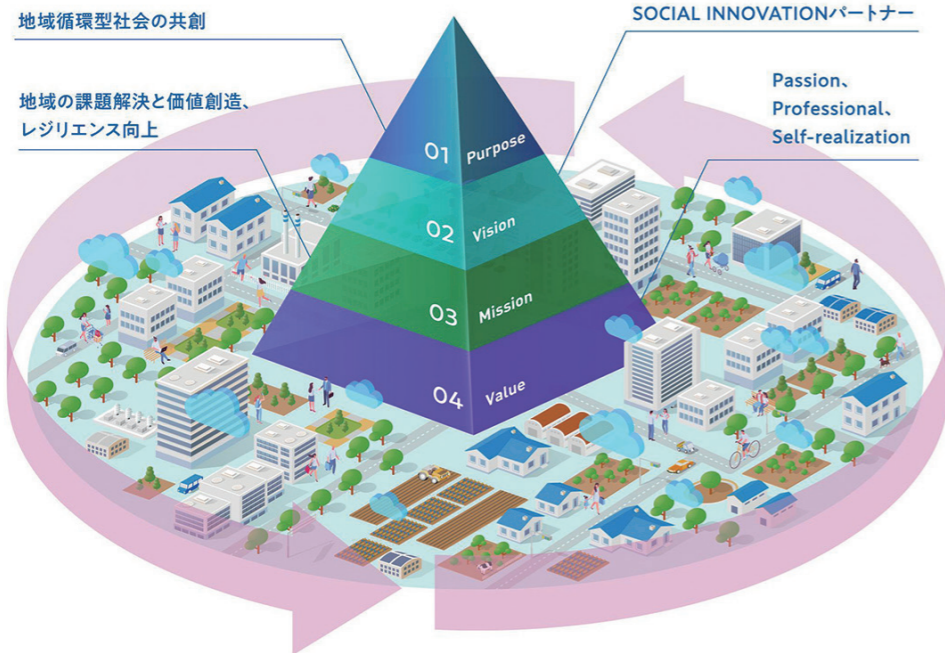 地域循環型社会の共創
SOCIAL INNOVATIONパートナー
地域の課題解決と価値創造、
レジリエンス向上
Passion、
Professional、
Self-realization
01 Purpose
02 Vision
03 Mission
04 Value